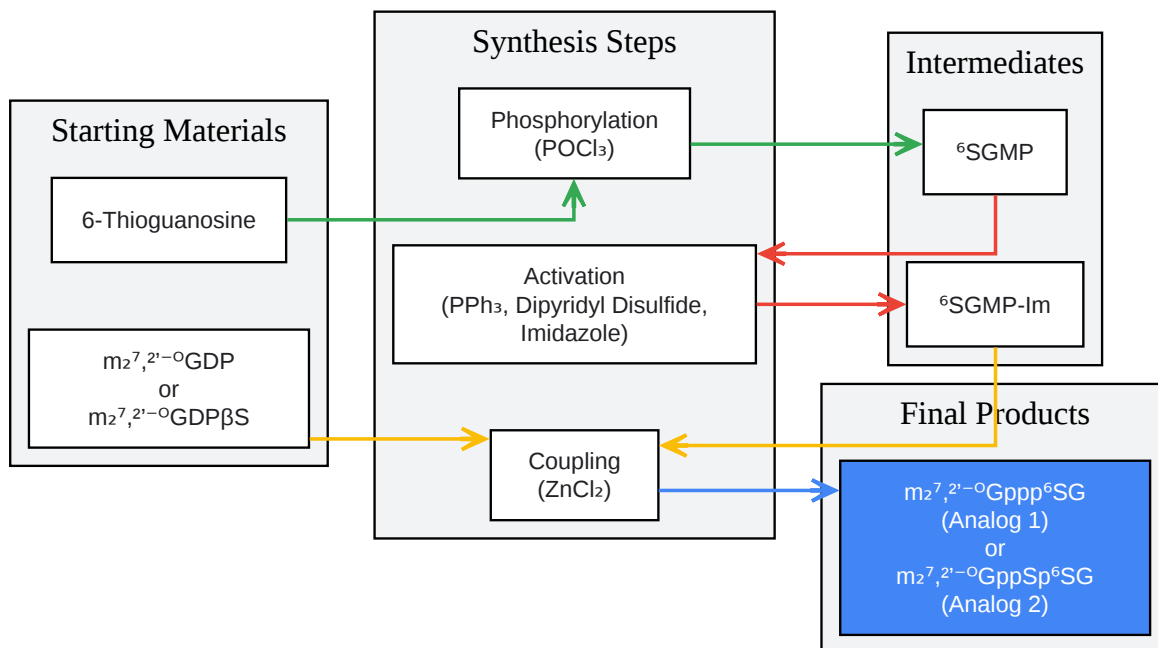 Starting Materials
6-Thioguanosine
m₂⁷,²'⁻ᴼGDP
or
m₂⁷,²'⁻ᴼGDPβS
Synthesis Steps
Phosphorylation
(POCl₃)
Activation
(PPh₃, Dipyridyl Disulfide,
Imidazole)
Coupling
(ZnCl₂)
Intermediates
⁶SGMP
⁶SGMP-Im
Final Products
m₂⁷,²'⁻ᴼGppp⁶SG
(Analog 1)
or
m₂⁷,²'⁻ᴼGppSp⁶SG
(Analog 2)